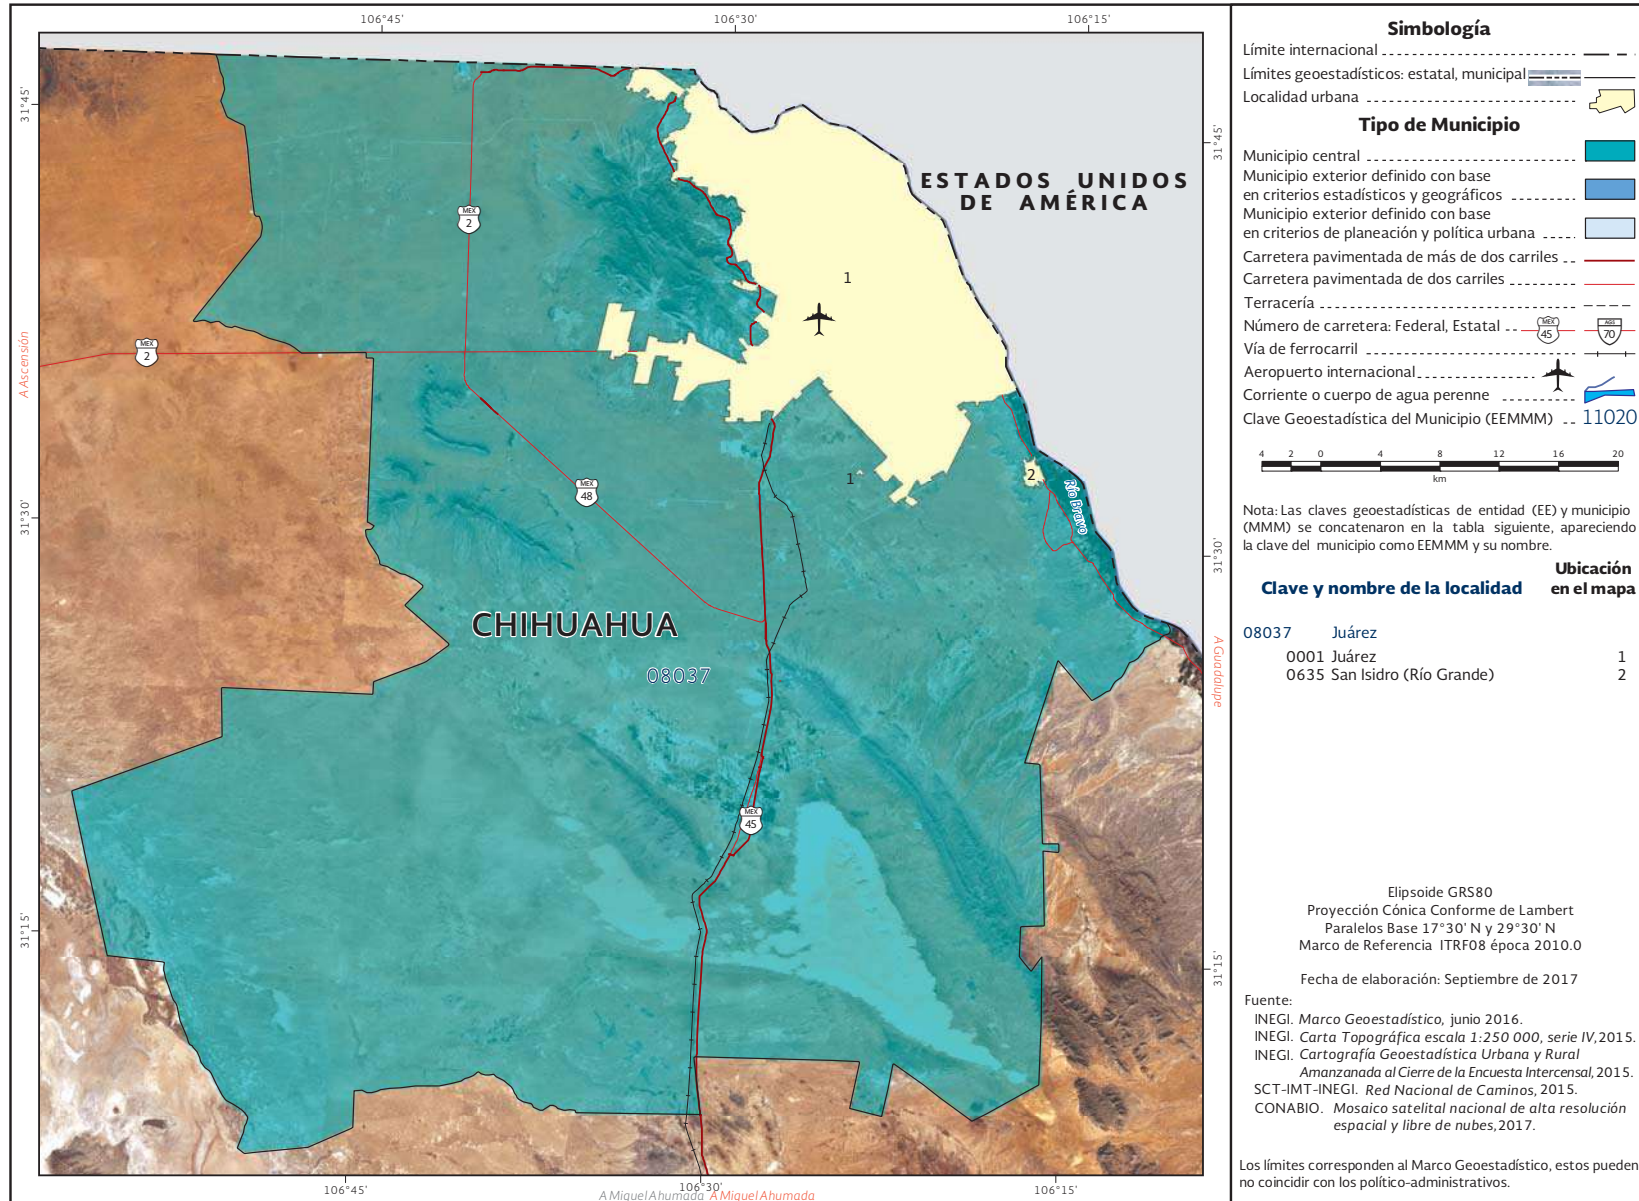 106°45'
106°30'
106°15'
31°45'
31°45'
ESTADOS UNIDOS
DE AMÉRICA
MEX
2
1
MEX
2
A Ascensión
1
2
MEX
48
Río Bravo
31°30'
31°30'
CHIHUAHUA
08037
A Guadalupe
MEX
45
31°15'
31°15'
106°45'
106°30'
106°15'
A Miguel Ahumada A Miguel Ahumada
Simbología
Límite internacional
Límites geoestadísticos: estatal, municipal
Localidad urbana
Tipo de Municipio
Municipio central
Municipio exterior definido con base
en criterios estadísticos y geográficos
Municipio exterior definido con base
en criterios de planeación y política urbana
Carretera pavimentada de más de dos carriles
Carretera pavimentada de dos carriles
Terracería
Número de carretera: Federal, Estatal MEX 45 AGS 70
Vía de ferrocarril
Aeropuerto internacional
Corriente o cuerpo de agua perenne
Clave Geoestadística del Municipio (EEMMM) 11020
4 2 0 4 8 12 16 20
km
Nota: Las claves geoestadísticas de entidad (EE) y municipio
(MMM) se concatenaron en la tabla siguiente, apareciendo
la clave del municipio como EEMMM y su nombre.
Clave y nombre de la localidad Ubicación
en el mapa
08037 Juárez
0001 Juárez 1
0635 San Isidro (Río Grande) 2
Elipsoide GRS80
Proyección Cónica Conforme de Lambert
Paralelos Base 17°30' N y 29°30' N
Marco de Referencia ITRF08 época 2010.0
Fecha de elaboración: Septiembre de 2017
Fuente:
INEGI. Marco Geoestadístico, junio 2016.
INEGI. Carta Topográfica escala 1:250 000, serie IV, 2015.
INEGI. Cartografía Geoestadística Urbana y Rural
Amanzanada al Cierre de la Encuesta Intercensal, 2015.
SCT-IMT-INEGI. Red Nacional de Caminos, 2015.
CONABIO. Mosaico satelital nacional de alta resolución
espacial y libre de nubes, 2017.
Los límites corresponden al Marco Geoestadístico, estos pueden
no coincidir con los político-administrativos.